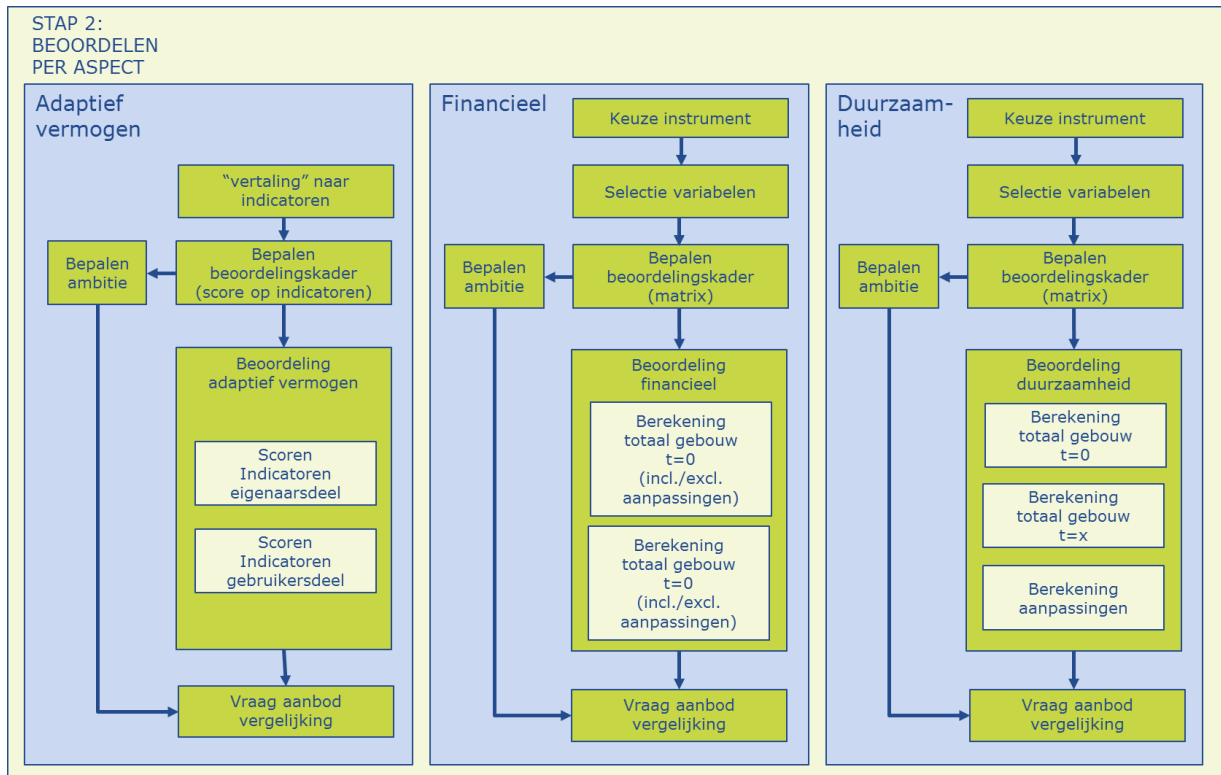 STAP 2:
BEOORDELEN
PER ASPECT
Adaptief
vermogen
“vertaling” naar
indicatoren
Bepalen
ambitie
Bepalen
beoordelingskader
(score op indicatoren)
Beoordeling
adaptief vermogen
Scoren
Indicatoren
eigenaarsdeel
Scoren
Indicatoren
gebruikersdeel
Vraag aanbod
vergelijking
Financieel
Keuze instrument
Selectie variabelen
Bepalen
ambitie
Bepalen
beoordelingskader
(matrix)
Beoordeling
financieel
Berekening
totaal gebouw
t=0
(incl./excl.
aanpassingen)
Berekening
totaal gebouw
t=0
(incl./excl.
aanpassingen)
Vraag aanbod
vergelijking
Duurzaam-
heid
Keuze instrument
Selectie variabelen
Bepalen
ambitie
Bepalen
beoordelingskader
(matrix)
Beoordeling
duurzaamheid
Berekening
totaal gebouw
t=0
Berekening
totaal gebouw
t=x
Berekening
aanpassingen
Vraag aanbod
vergelijking